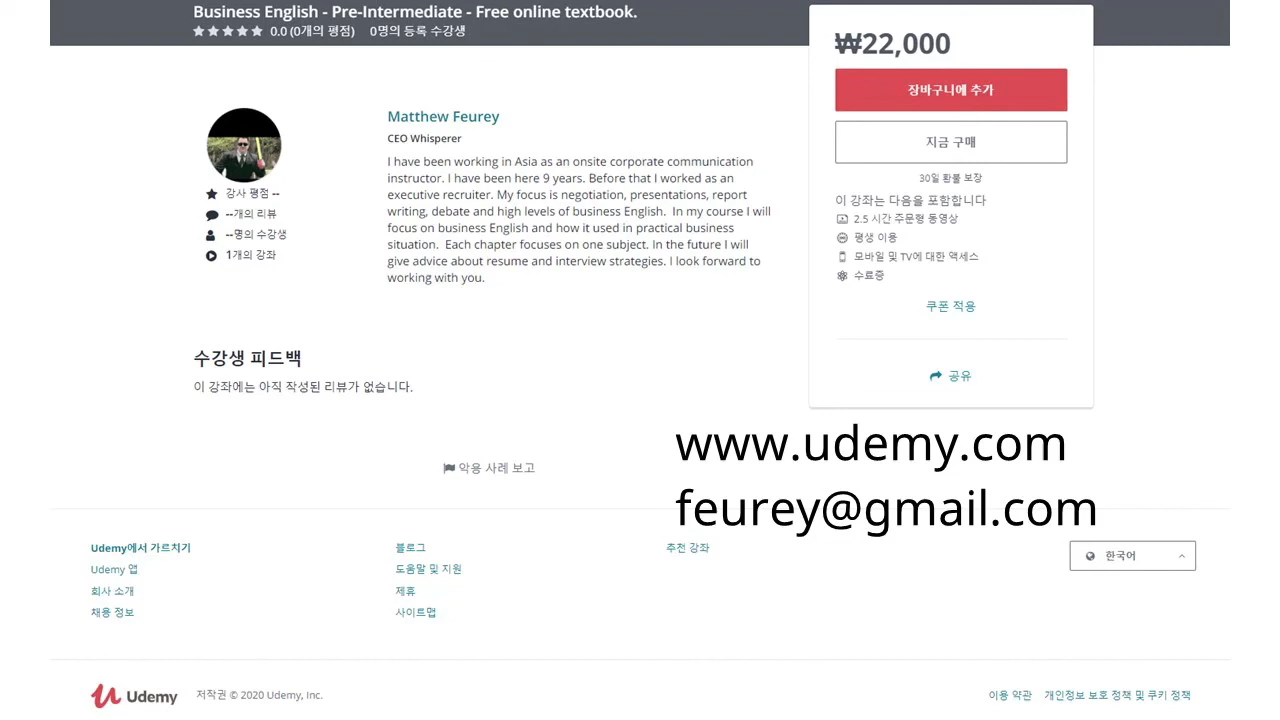 Business English - Pre-Intermediate - Free online textbook.
0.0 (0개의 평점) 0명의 등록 수강생
₩22,000
장바구니에 추가
지금 구매
30일 환불 보장
이 강좌는 다음을 포함합니다
2.5 시간 주문형 동영상
평생 이용
모바일 및 TV에 대한 액세스
수료증
쿠폰 적용
공유
Matthew Feurey
CEO Whisperer
I have been working in Asia as an onsite corporate communication
instructor. I have been here 9 years. Before that I worked as an
executive recruiter. My focus is negotiation, presentations, report
writing, debate and high levels of business English. In my course I will
focus on business English and how it used in practical business
situation. Each chapter focuses on one subject. In the future I will
give advice about resume and interview strategies. I look forward to
working with you.
강사 평점 --
--개의 리뷰
--명의 수강생
1개의 강좌
수강생 피드백
이 강좌에는 아직 작성된 리뷰가 없습니다.
악용 사례 보고
www.udemy.com
feurey@gmail.com
Udemy에서 가르치기
Udemy 앱
회사 소개
채용 정보
블로그
도움말 및 지원
제휴
사이트맵
추천 강좌
한국어
Udemy
저작권 © 2020 Udemy, Inc.
이용 약관 개인정보 보호 정책 및 쿠키 정책